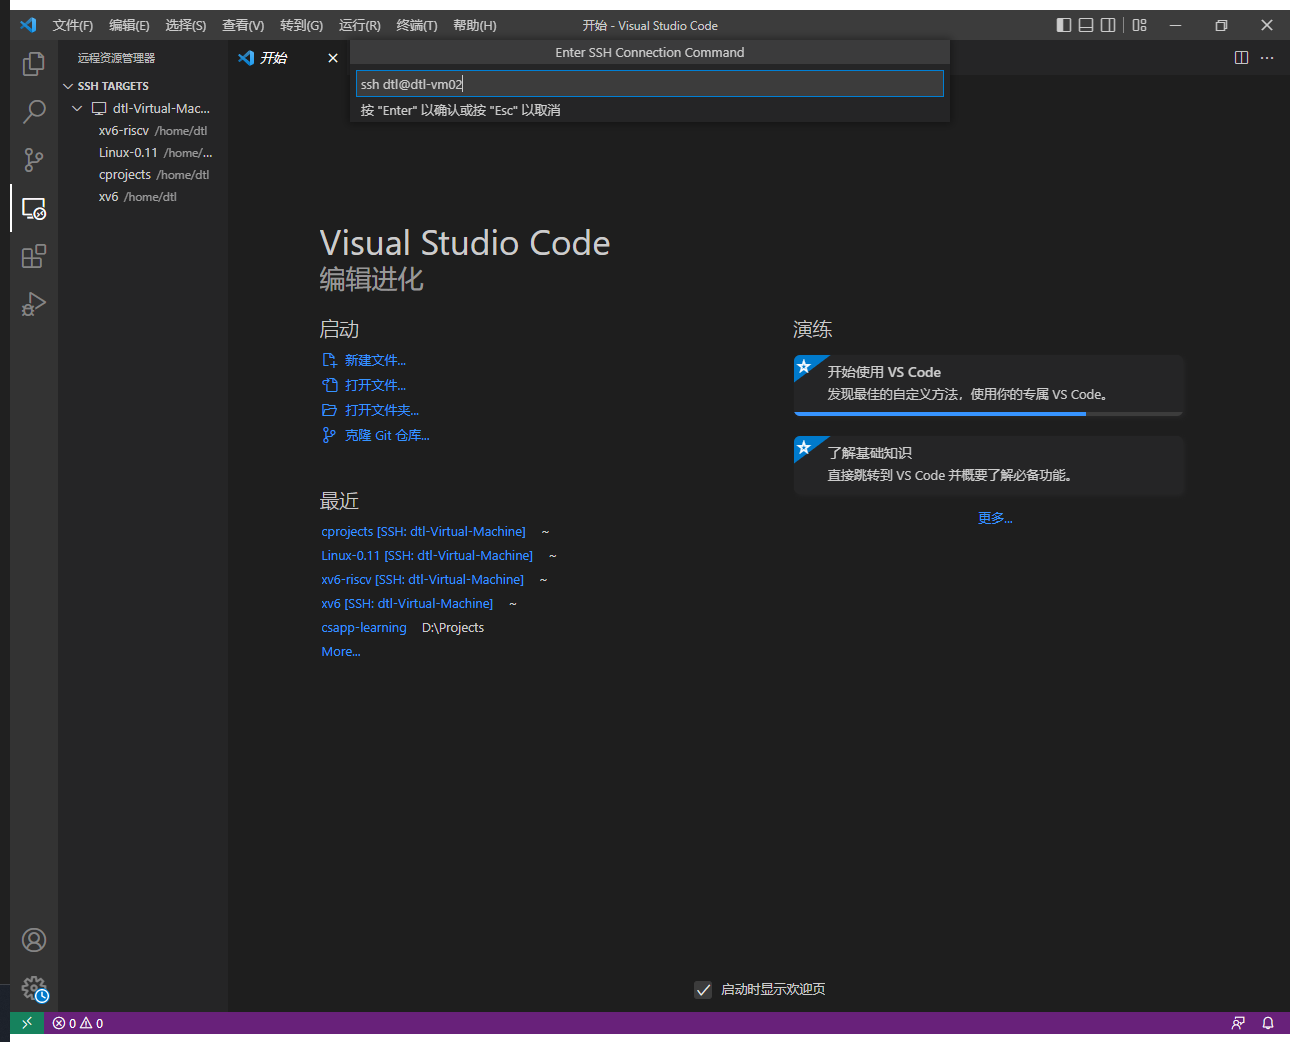 文件(F) 编辑(E) 选择(S) 查看(V) 转到(G) 运行(R) 终端(T) 帮助(H) 开始 - Visual Studio Code
远程资源管理器
开始
Enter SSH Connection Command
ssh dtl@dtl-vm02
按 "Enter" 以确认或按 "Esc" 以取消
SSH TARGETS
dtl-Virtual-Mac...
xv6-riscv /home/dtl
Linux-0.11 /home/...
cprojects /home/dtl
xv6 /home/dtl
Visual Studio Code
编辑进化
启动
新建文件...
打开文件...
打开文件夹...
克隆 Git 仓库...
最近
cprojects [SSH: dtl-Virtual-Machine] ~
Linux-0.11 [SSH: dtl-Virtual-Machine] ~
xv6-riscv [SSH: dtl-Virtual-Machine] ~
xv6 [SSH: dtl-Virtual-Machine] ~
csapp-learning D:\Projects
More...
演练
开始使用 VS Code
发现最佳的自定义方法，使用你的专属 VS Code。
了解基础知识
直接跳转到 VS Code 并概要了解必备功能。
更多...
启动时显示欢迎页
0 0